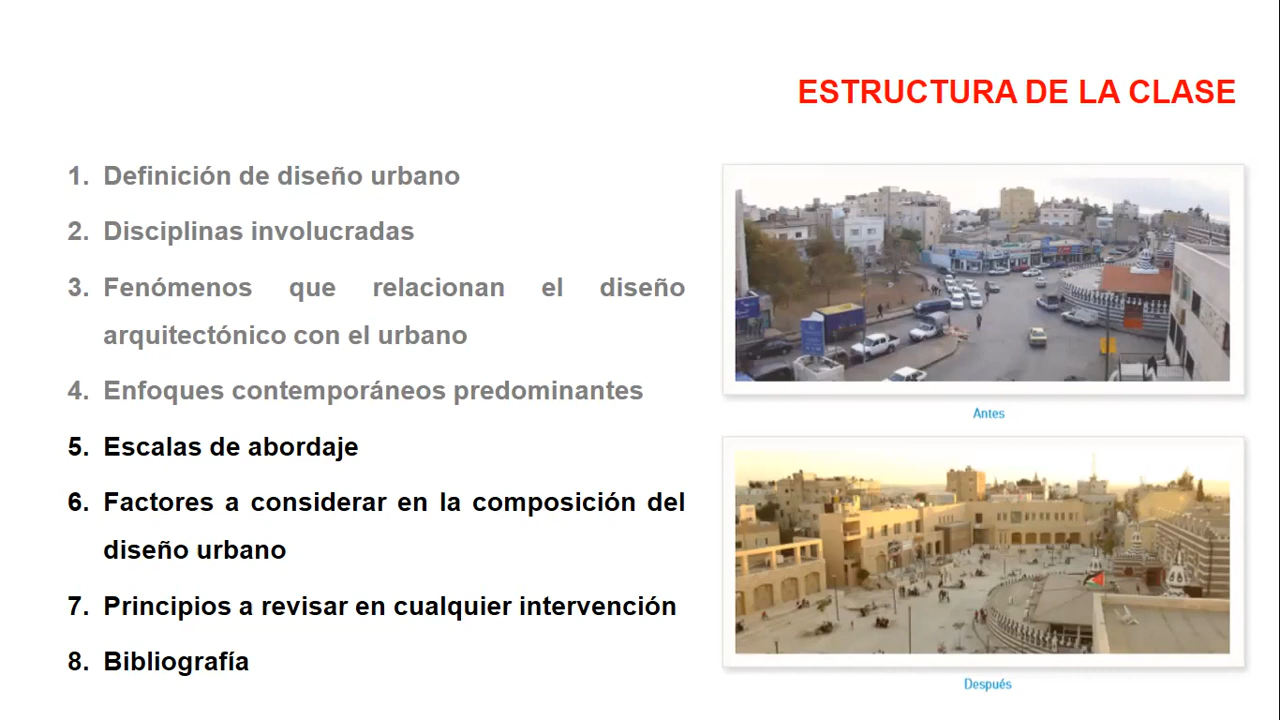 ESTRUCTURA DE LA CLASE
1. Definición de diseño urbano
2. Disciplinas involucradas
3. Fenómenos que relacionan el diseño
arquitectónico con el urbano
4. Enfoques contemporáneos predominantes
5. Escalas de abordaje
6. Factores a considerar en la composición del
diseño urbano
7. Principios a revisar en cualquier intervención
8. Bibliografía
Antes
Después